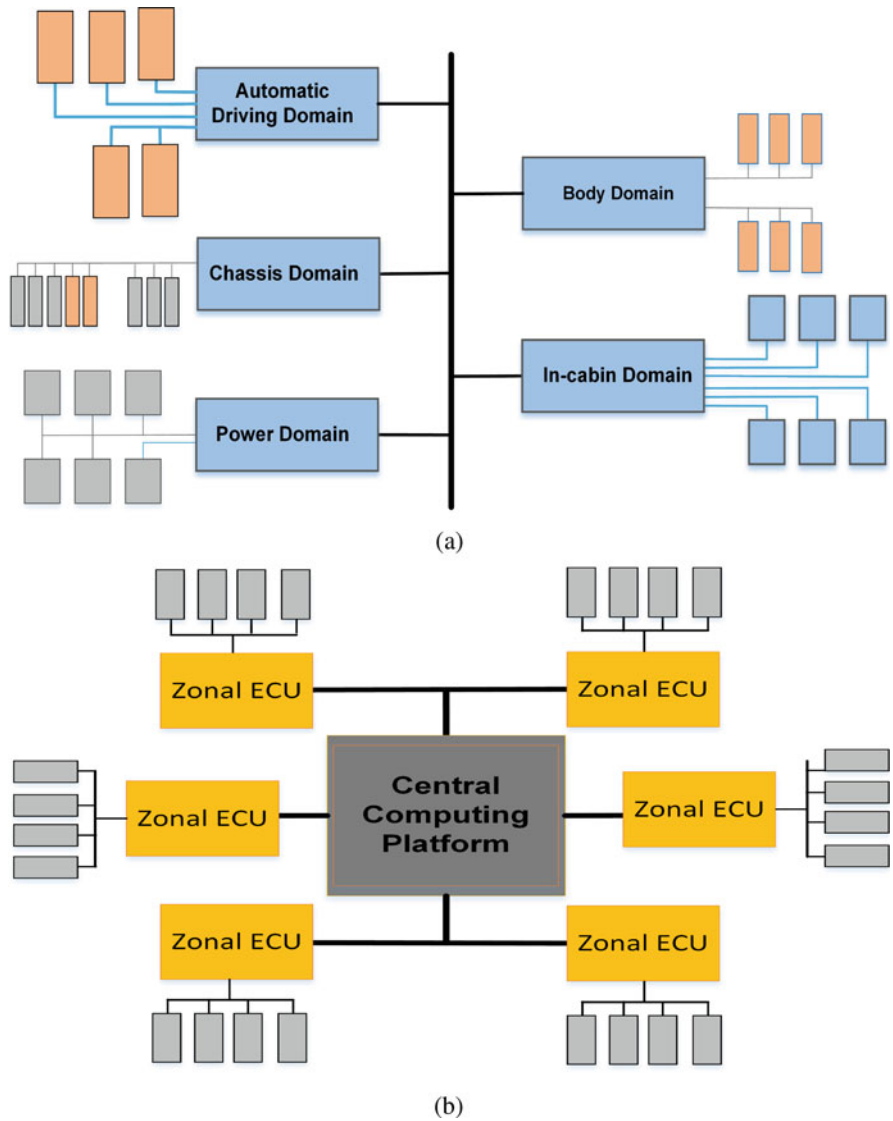 Automatic
Driving Domain
Body Domain
Chassis Domain
In-cabin Domain
Power Domain
(a)
Zonal ECU
Zonal ECU
Zonal ECU
Central
Computing
Platform
Zonal ECU
Zonal ECU
Zonal ECU
(b)